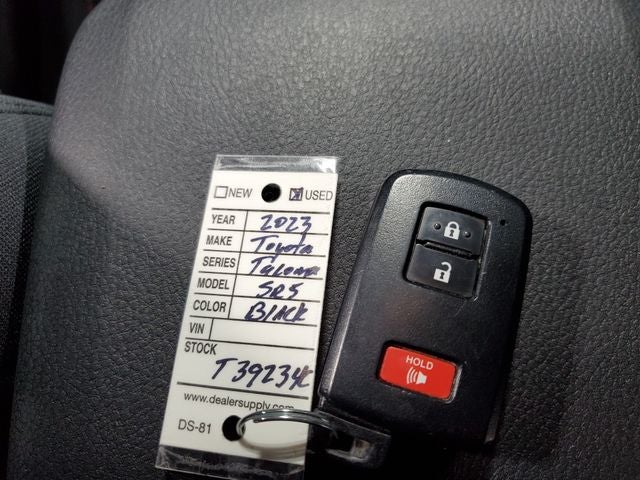 NEW USED
YEAR 2023
MAKE Toyota
SERIES Tacoma
MODEL SR5
COLOR BLACK
VIN
STOCK
T39234C
www.dealersupply.com
DS-81
HOLD